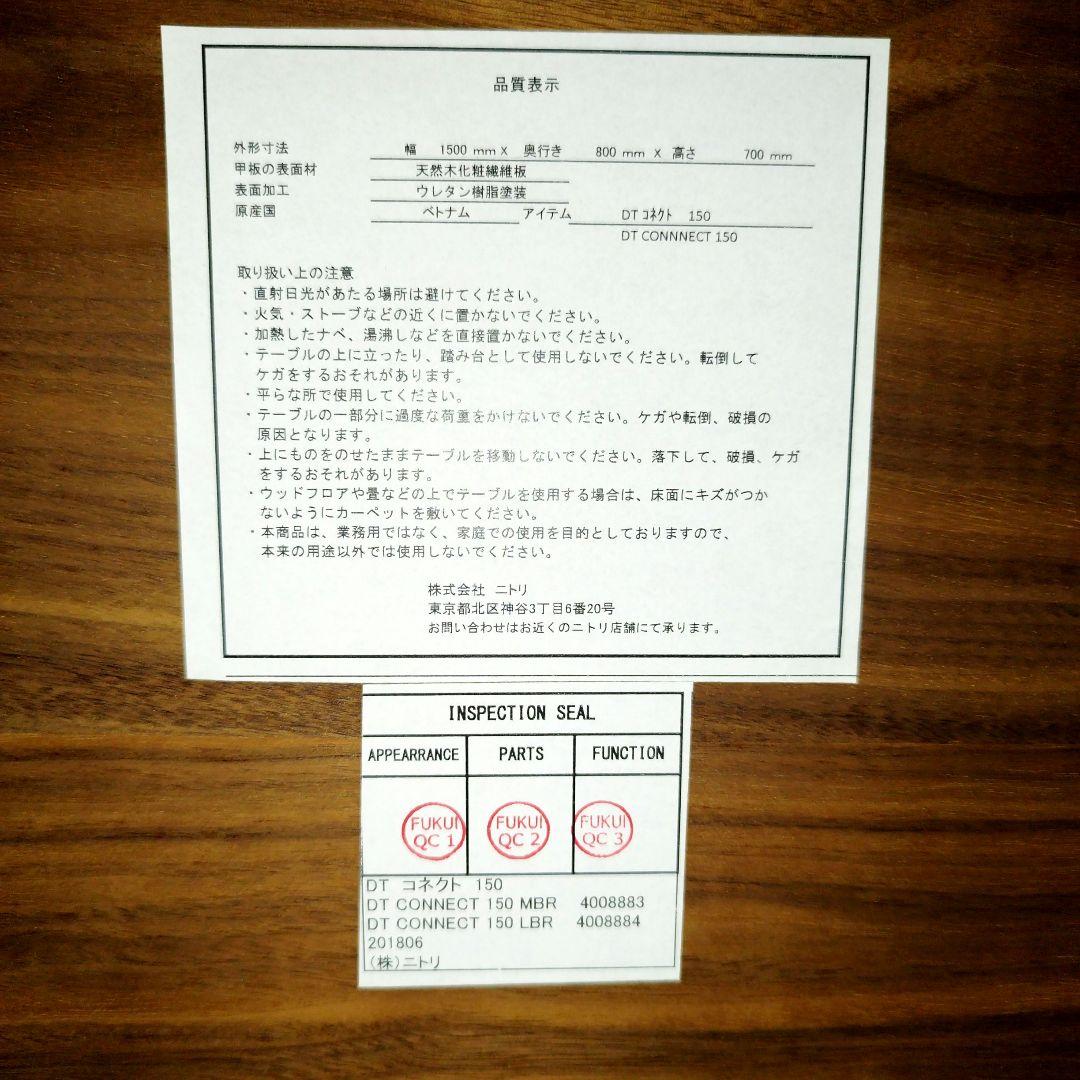 品質表示
外形寸法 幅 1500 mm X 奥行き 800 mm X 高さ 700 mm
甲板の表面材 天然木化粧繊維板
表面加工 ウレタン樹脂塗装
原産国 ベトナム アイテム DT ｺﾈｸﾄ 150
DT CONNNECT 150
取り扱い上の注意
・直射日光があたる場所は避けてください。
・火気・ストーブなどの近くに置かないでください。
・加熱したナベ、湯沸しなどを直接置かないでください。
・テーブルの上に立ったり、踏み台として使用しないでください。転倒して
ケガをするおそれがあります。
・平らな所で使用してください。
・テーブルの一部分に過度な荷重をかけないでください。ケガや転倒、破損の
原因となります。
・上にものをのせたままテーブルを移動しないでください。落下して、破損、ケガ
をするおそれがあります。
・ウッドフロアや畳などの上でテーブルを使用する場合は、床面にキズがつか
ないようにカーペットを敷いてください。
・本商品は、業務用ではなく、家庭での使用を目的としておりますので、
本来の用途以外では使用しないでください。
株式会社 ニトリ
東京都北区神谷3丁目6番20号
お問い合わせはお近くのニトリ店舗にて承ります。
INSPECTION SEAL
APPEARRANCE PARTS FUNCTION
FUKUI FUKUI FUKUI
QC 1 QC 2 QC 3
DT コネクト 150
DT CONNECT 150 MBR 4008883
DT CONNECT 150 LBR 4008884
201806
（株）ニトリ